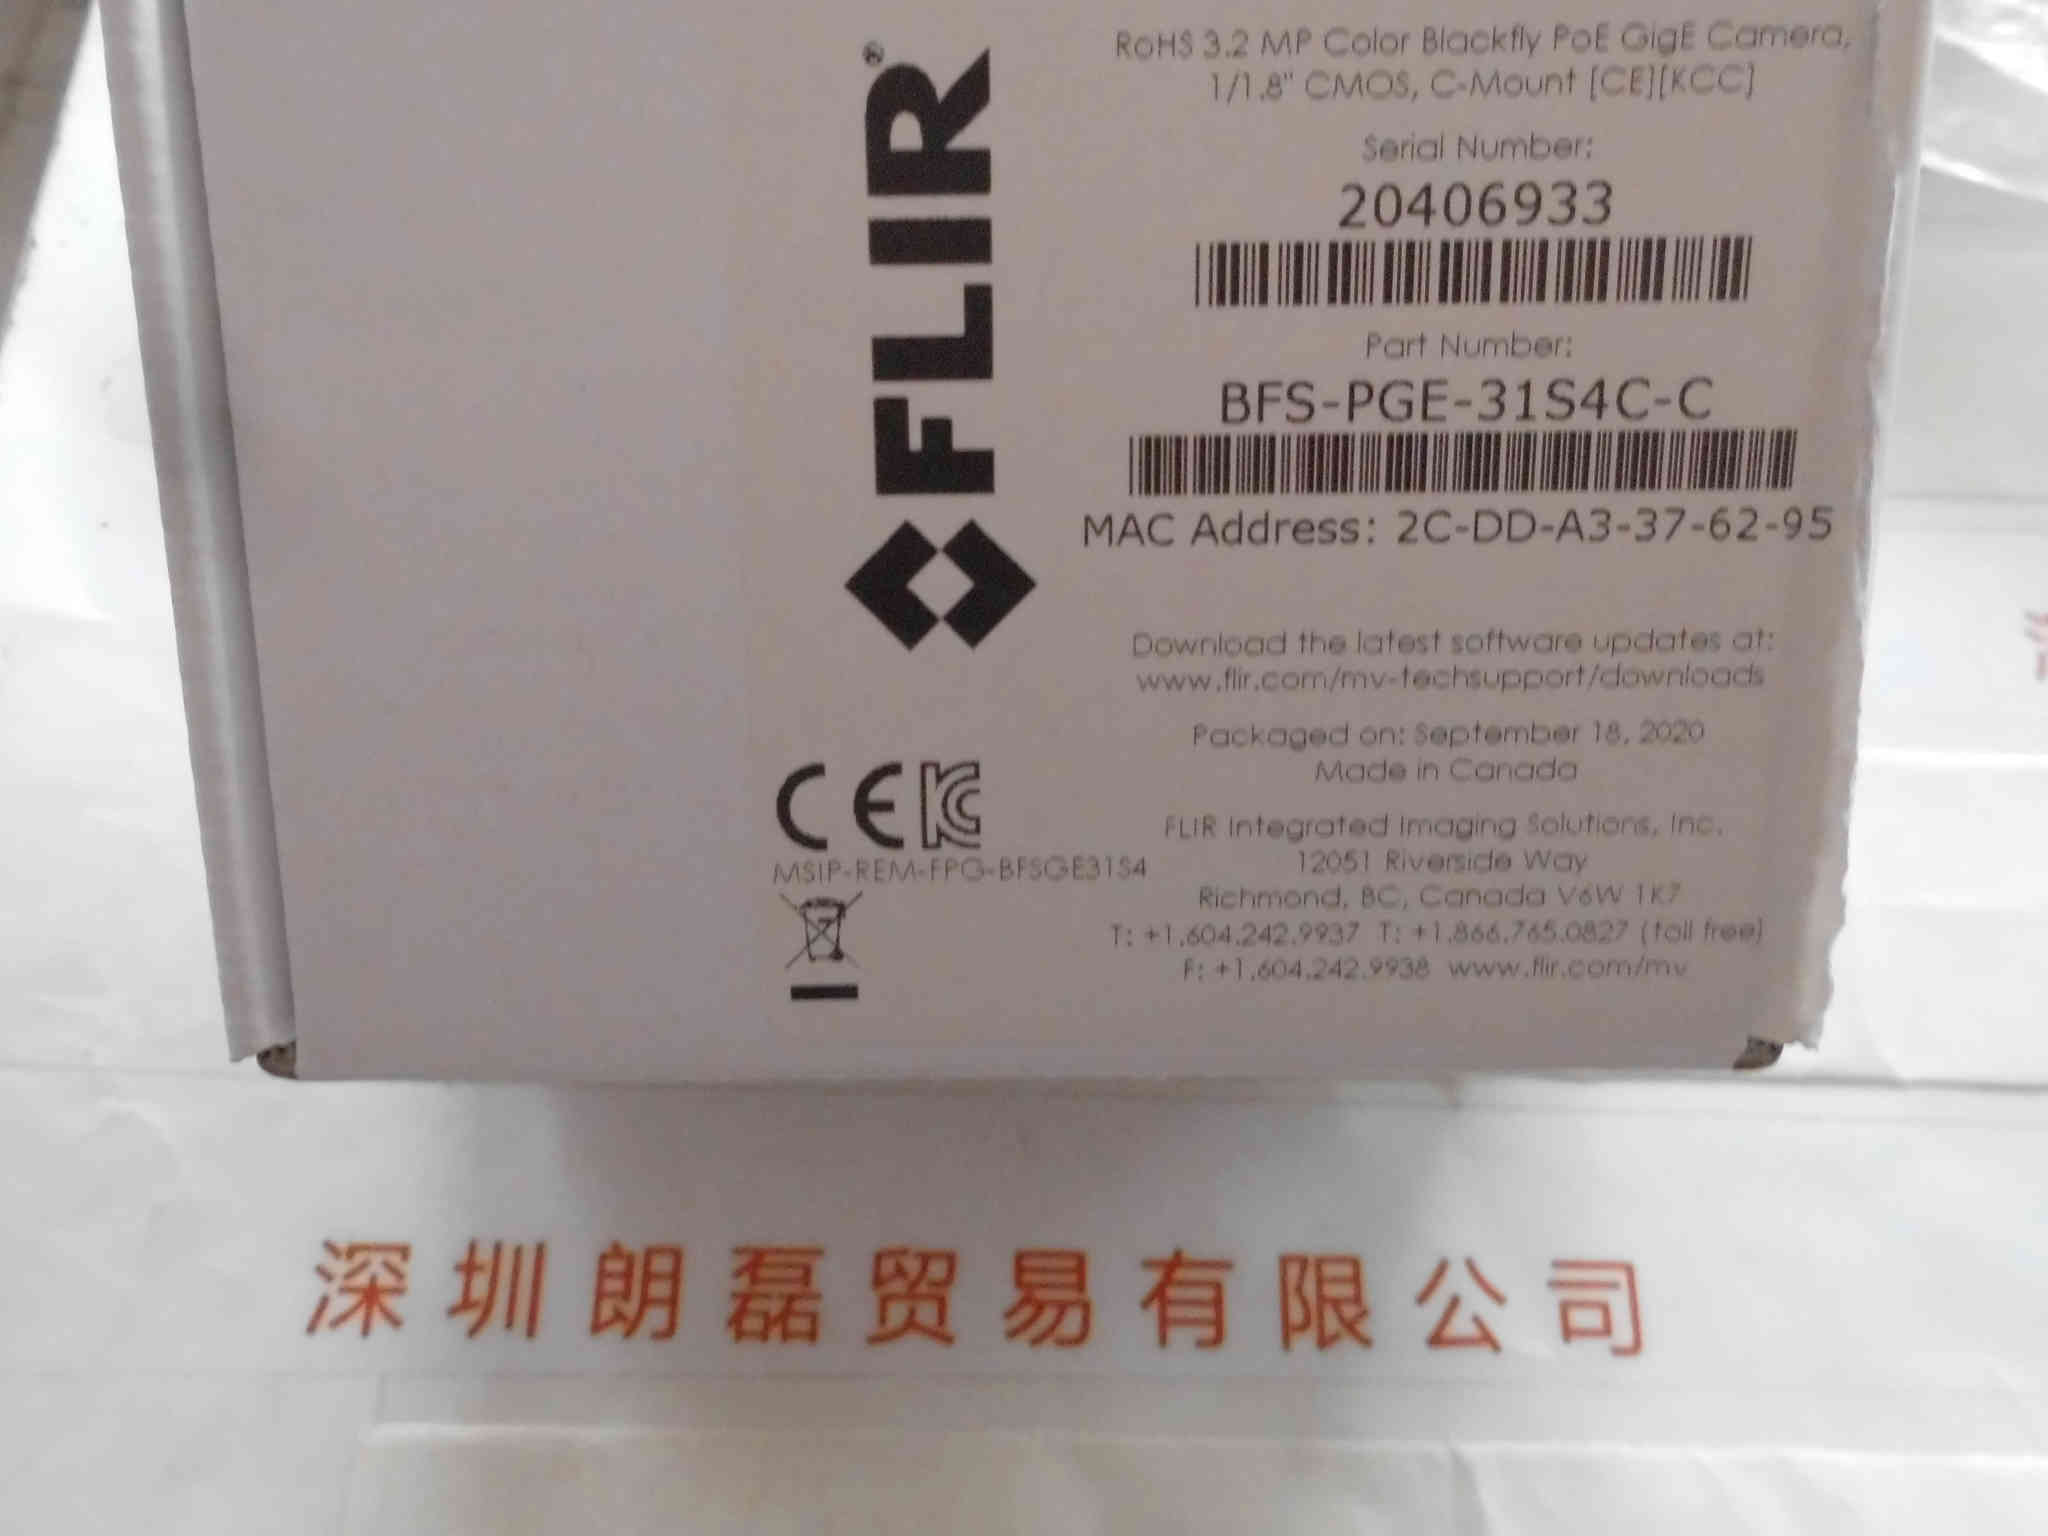 FLIR®
RoHS 3.2 MP Color Blackfly PoE GigE Camera,
1/1.8" CMOS, C-Mount [CE][KCC]
Serial Number:
20406933
Part Number:
BFS-PGE-31S4C-C
MAC Address: 2C-DD-A3-37-62-95
Download the latest software updates at:
www.flir.com/mv-techsupport/downloads
Packaged on: September 18, 2020
Made in Canada
CE KC
MSIP-REM-FPG-BFSGE31S4
FLIR Integrated Imaging Solutions, Inc.
12051 Riverside Way
Richmond, BC, Canada V6W 1K7
T: +1.604.242.9937 T: +1.866.765.0827 (toll free)
F: +1.604.242.9938 www.flir.com/mv
深圳朗磊贸易有限公司